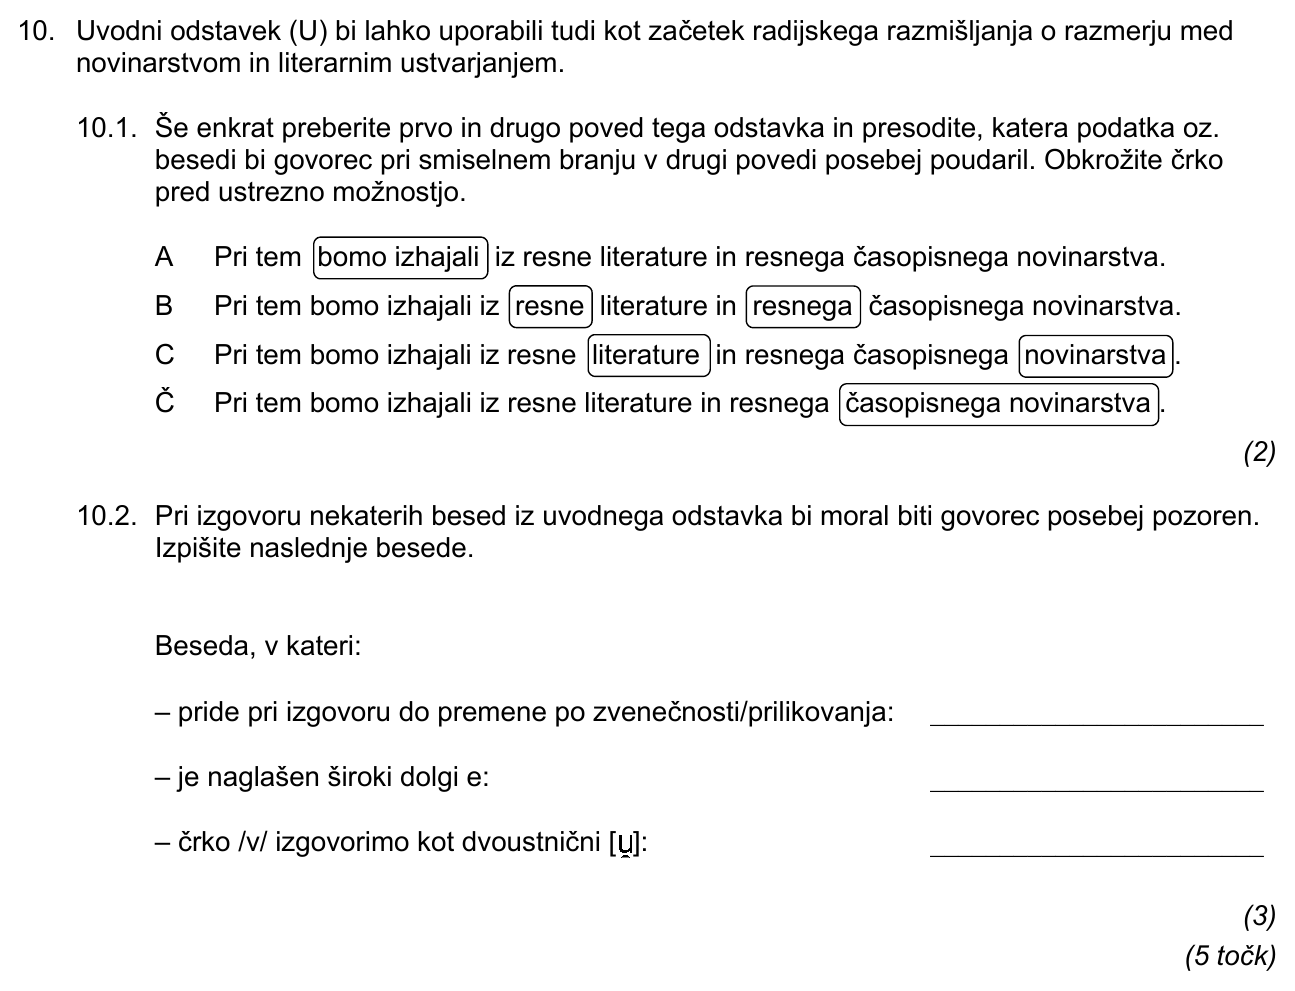 10. Uvodni odstavek (U) bi lahko uporabili tudi kot začetek radijskega razmišljanja o razmerju med
novinarstvom in literarnim ustvarjanjem.
10.1. Še enkrat preberite prvo in drugo poved tega odstavka in presodite, katera podatka oz.
besedi bi govorec pri smiselnem branju v drugi povedi posebej poudaril. Obkrožite črko
pred ustrezno možnostjo.
A Pri tem bomo izhajali iz resne literature in resnega časopisnega novinarstva.
B Pri tem bomo izhajali iz resne literature in resnega časopisnega novinarstva.
C Pri tem bomo izhajali iz resne literature in resnega časopisnega novinarstva.
Č Pri tem bomo izhajali iz resne literature in resnega časopisnega novinarstva.
(2)
10.2. Pri izgovoru nekaterih besed iz uvodnega odstavka bi moral biti govorec posebej pozoren.
Izpišite naslednje besede.
Beseda, v kateri:
– pride pri izgovoru do premene po zvenečnosti/prilikovanja: ______________________
– je naglašen široki dolgi e: ______________________
– črko /v/ izgovorimo kot dvoustnični [u̯]: ______________________
(3)
(5 točk)